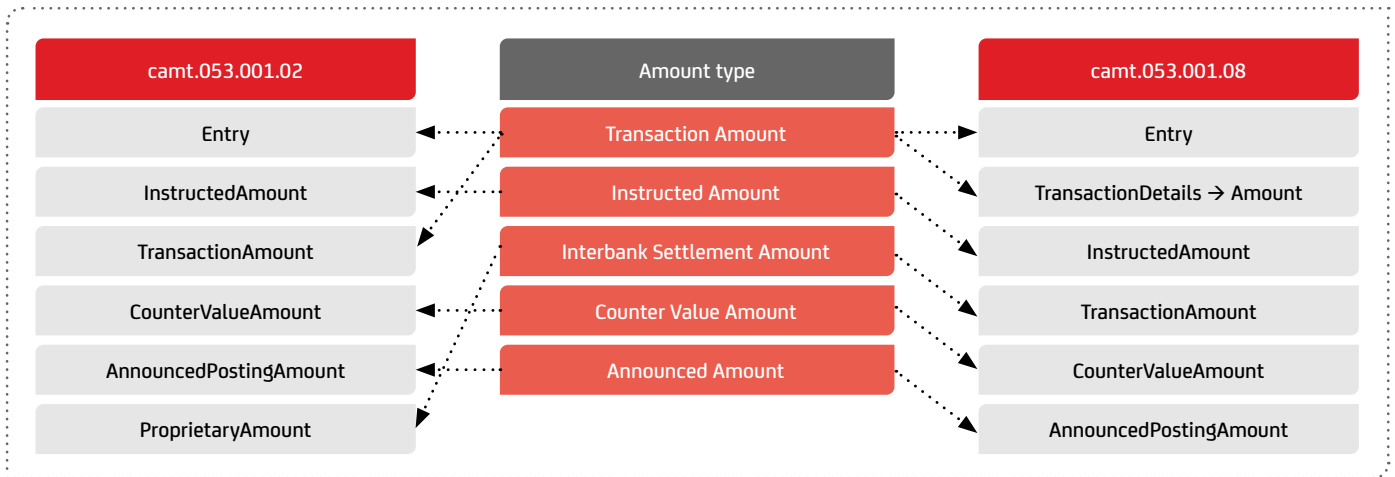 camt.053.001.02 Amount type camt.053.001.08
Entry Transaction Amount Entry
InstructedAmount Instructed Amount TransactionDetails → Amount
TransactionAmount Interbank Settlement Amount InstructedAmount
CounterValueAmount Counter Value Amount TransactionAmount
AnnouncedPostingAmount Announced Amount CounterValueAmount
ProprietaryAmount AnnouncedPostingAmount